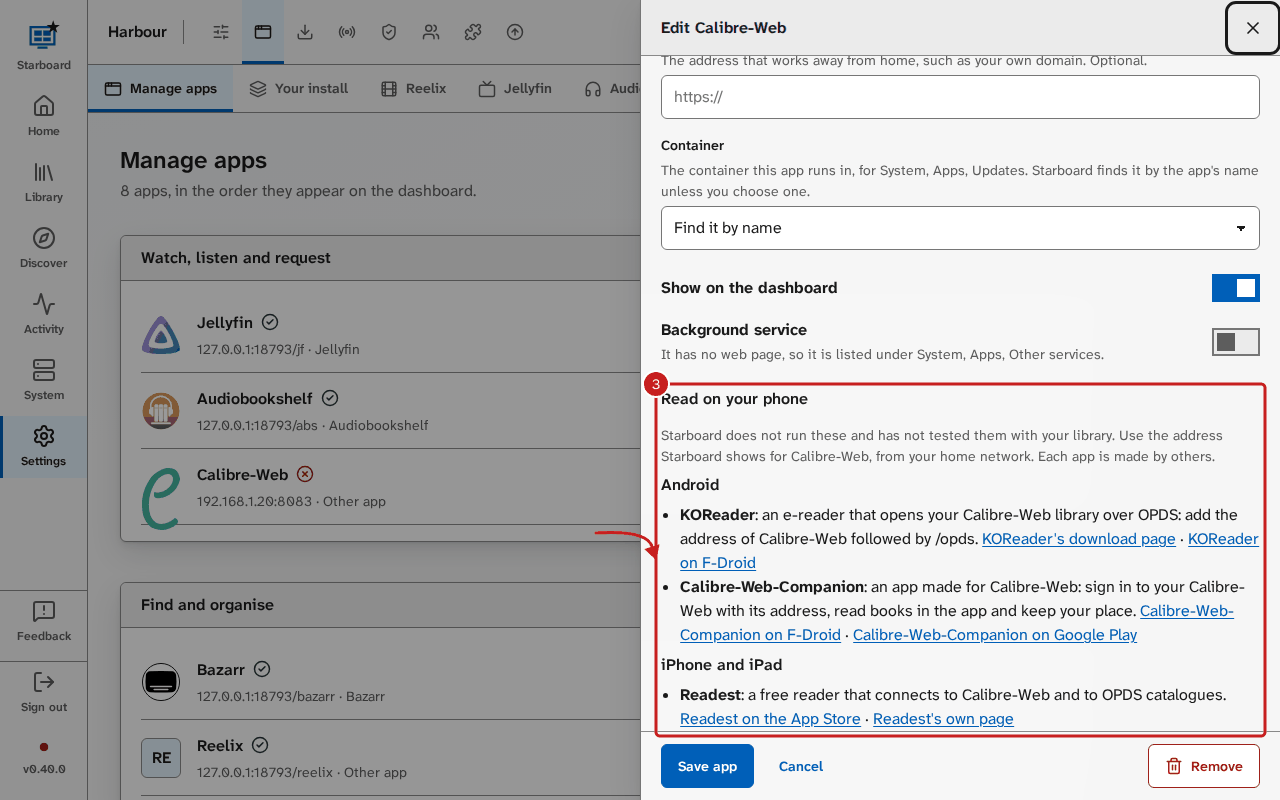 Starboard
Home
Library
Discover
Activity
System
Settings
Feedback
Sign out
v0.40.0
Harbour
Manage apps
Your install
Reelix
Jellyfin
Manage apps
8 apps, in the order they appear on the dashboard.
Watch, listen and request
Jellyfin
127.0.0.1:18793/jf · Jellyfin
Audiobookshelf
127.0.0.1:18793/abs · Audiobookshelf
Calibre-Web
192.168.1.20:8083 · Other app
Find and organise
Bazarr
127.0.0.1:18793/bazarr · Bazarr
RE
Reelix
127.0.0.1:18793/reelix · Other app
Edit Calibre-Web
The address that works away from home, such as your own domain. Optional.
https://
Container
The container this app runs in, for System, Apps, Updates. Starboard finds it by the app's name
unless you choose one.
Find it by name
Show on the dashboard
Background service
It has no web page, so it is listed under System, Apps, Other services.
3
Read on your phone
Starboard does not run these and has not tested them with your library. Use the address
Starboard shows for Calibre-Web, from your home network. Each app is made by others.
Android
• KOReader: an e-reader that opens your Calibre-Web library over OPDS: add the
address of Calibre-Web followed by /opds. KOReader's download page · KOReader
on F-Droid
• Calibre-Web-Companion: an app made for Calibre-Web: sign in to your Calibre-
Web with its address, read books in the app and keep your place. Calibre-Web-
Companion on F-Droid · Calibre-Web-Companion on Google Play
iPhone and iPad
• Readest: a free reader that connects to Calibre-Web and to OPDS catalogues.
Readest on the App Store · Readest's own page
Save app
Cancel
Remove